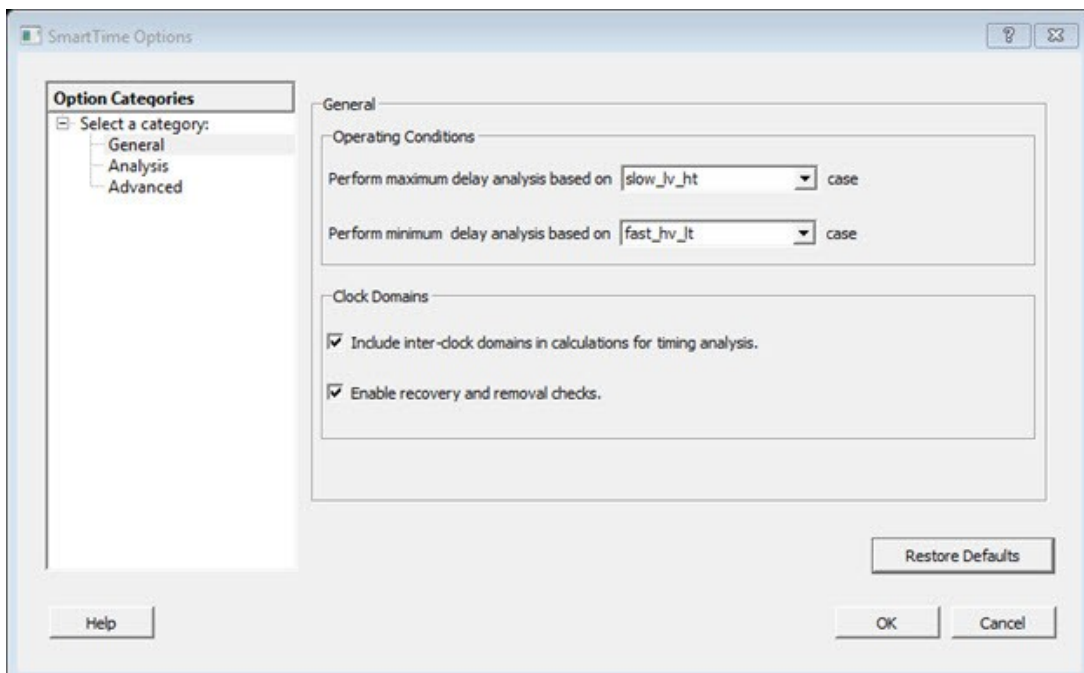 SmartTime Options
Option Categories
Select a category:
General
Analysis
Advanced
General
Operating Conditions
Perform maximum delay analysis based on slow_lv_ht case
Perform minimum delay analysis based on fast_hv_lt case
Clock Domains
Include inter-clock domains in calculations for timing analysis.
Enable recovery and removal checks.
Restore Defaults
Help
OK
Cancel